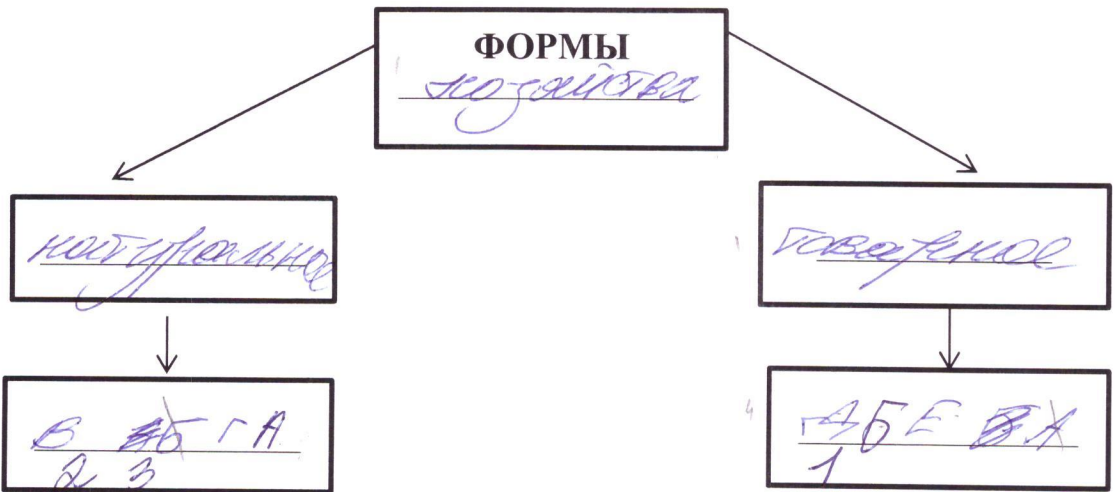 ФОРМЫ
хозяйства
натуральное
товарное
В Г А
2 3
Д Б Е
1